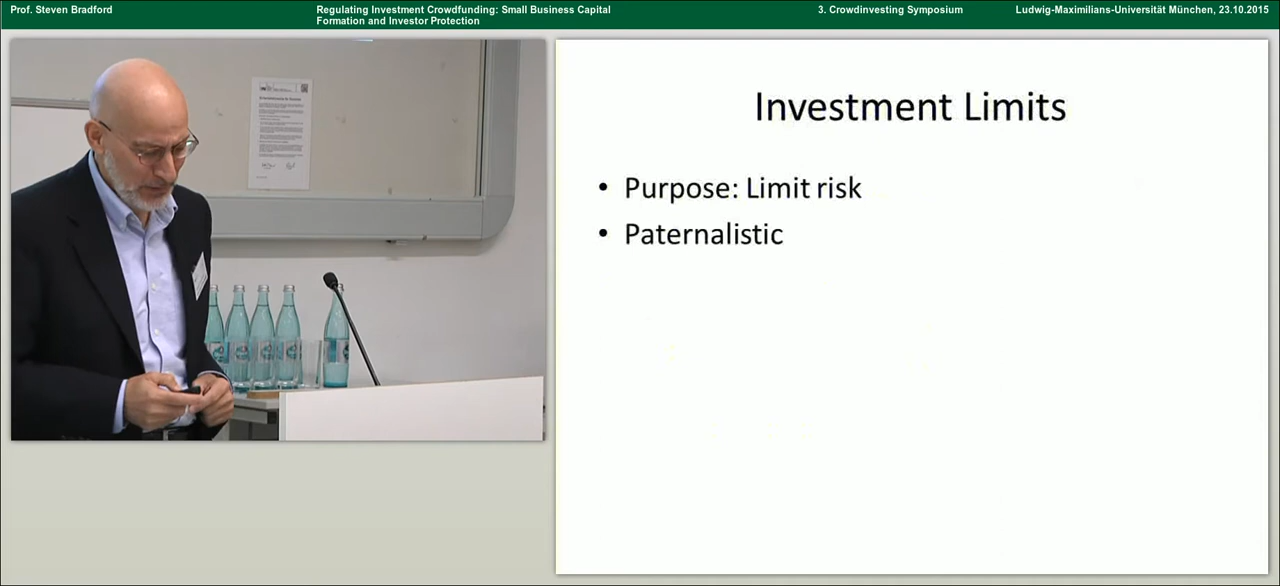 Prof. Steven Bradford
Regulating Investment Crowdfunding: Small Business Capital
Formation and Investor Protection
3. Crowdinvesting Symposium
Ludwig-Maximilians-Universität München, 23.10.2015
Investment Limits
• Purpose: Limit risk
• Paternalistic